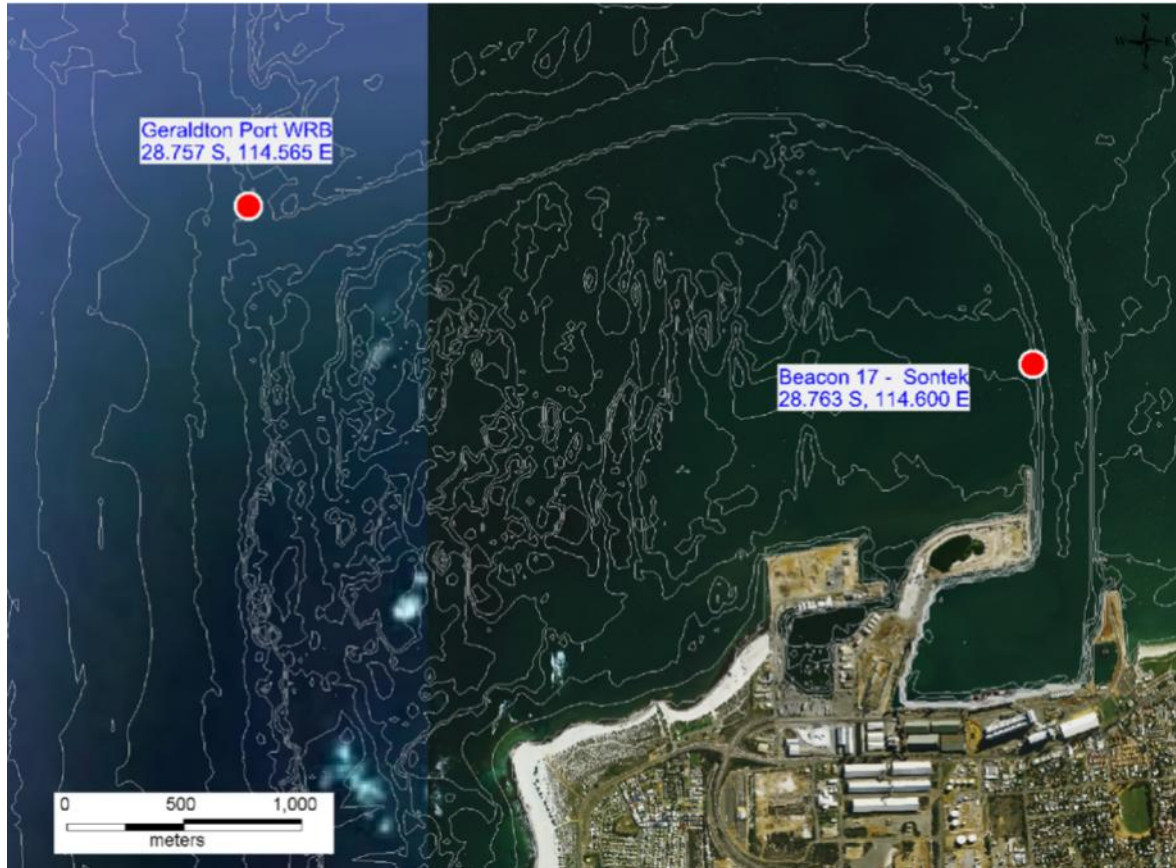 Geraldton Port WRB
28.757 S, 114.565 E
Beacon 17 - Sontek
28.763 S, 114.600 E
0 500 1,000
meters